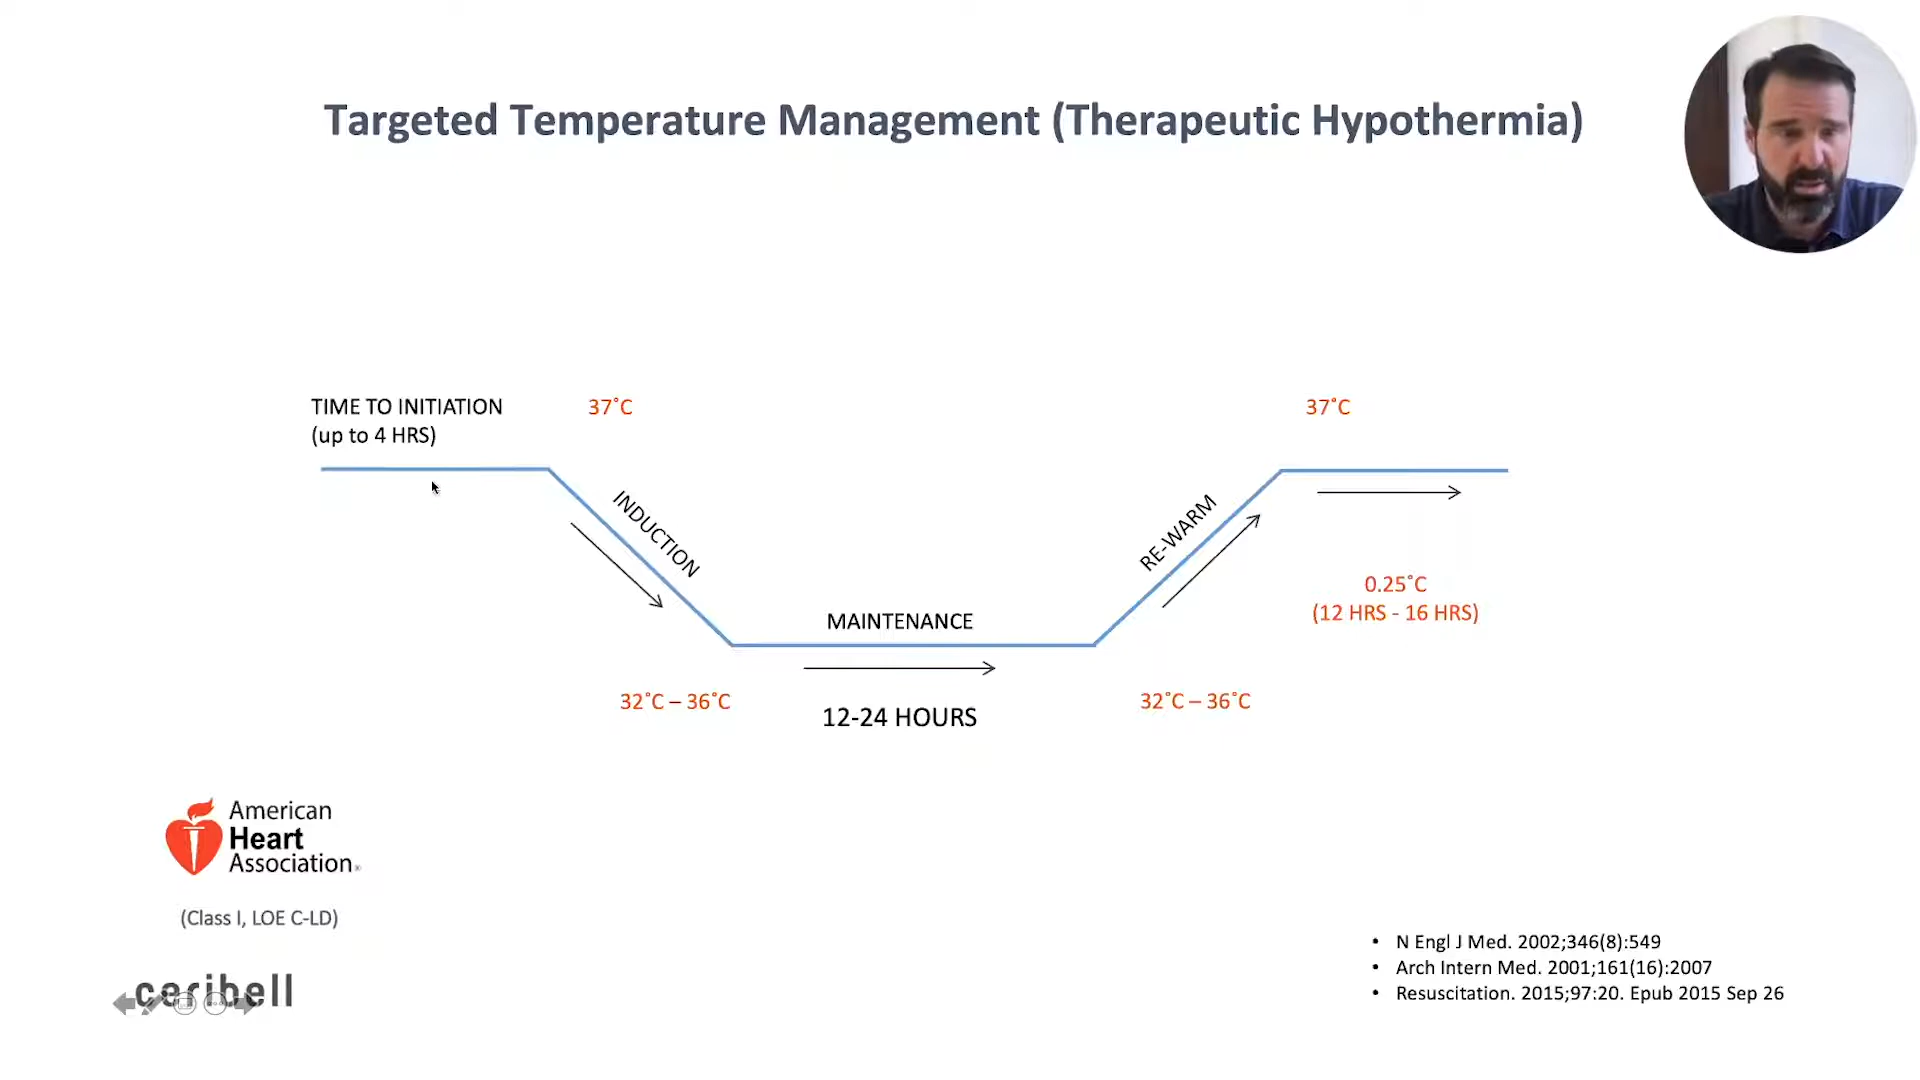 Targeted Temperature Management (Therapeutic Hypothermia)
TIME TO INITIATION
(up to 4 HRS)
37˚C
37˚C
INDUCTION
RE-WARM
MAINTENANCE
0.25˚C
(12 HRS - 16 HRS)
32˚C – 36˚C
12-24 HOURS
32˚C – 36˚C
American
Heart
Association®
(Class I, LOE C-LD)
ceribell
• N Engl J Med. 2002;346(8):549
• Arch Intern Med. 2001;161(16):2007
• Resuscitation. 2015;97:20. Epub 2015 Sep 26